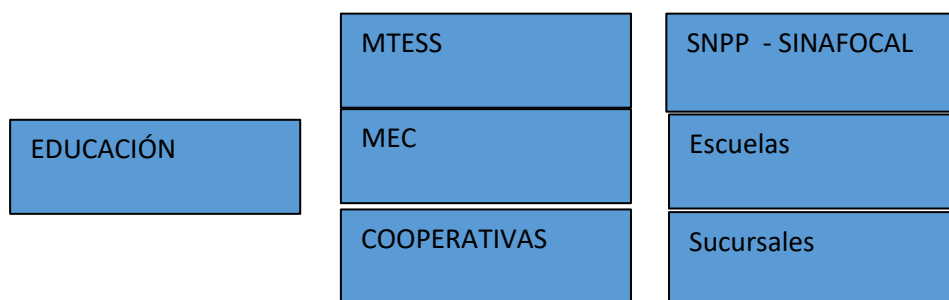 EDUCACIÓN
MTESS
MEC
COOPERATIVAS
SNPP - SINAFOCAL
Escuelas
Sucursales